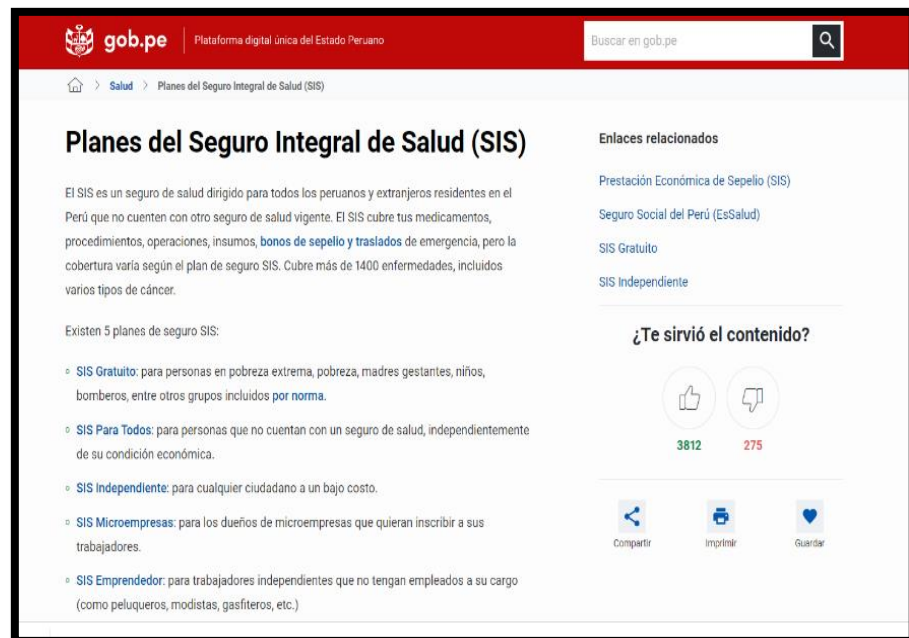 gob.pe
Plataforma digital única del Estado Peruano
Buscar en gob.pe
Salud > Planes del Seguro Integral de Salud (SIS)
Planes del Seguro Integral de Salud (SIS)
El SIS es un seguro de salud dirigido para todos los peruanos y extranjeros residentes en el
Perú que no cuenten con otro seguro de salud vigente. El SIS cubre tus medicamentos,
procedimientos, operaciones, insumos, bonos de sepelio y traslados de emergencia, pero la
cobertura varía según el plan de seguro SIS. Cubre más de 1400 enfermedades, incluidos
varios tipos de cáncer.
Existen 5 planes de seguro SIS:
SIS Gratuito: para personas en pobreza extrema, pobreza, madres gestantes, niños,
bomberos, entre otros grupos incluidos por norma.
SIS Para Todos: para personas que no cuentan con un seguro de salud, independientemente
de su condición económica.
SIS Independiente: para cualquier ciudadano a un bajo costo.
SIS Microempresas: para los dueños de microempresas que quieran inscribir a sus
trabajadores.
SIS Emprendedor: para trabajadores independientes que no tengan empleados a su cargo
(como peluqueros, modistas, gasfiteros, etc.)
Enlaces relacionados
Prestación Económica de Sepelio (SIS)
Seguro Social del Perú (EsSalud)
SIS Gratuito
SIS Independiente
¿Te sirvió el contenido?
3812
275
Compartir
Imprimir
Guardar